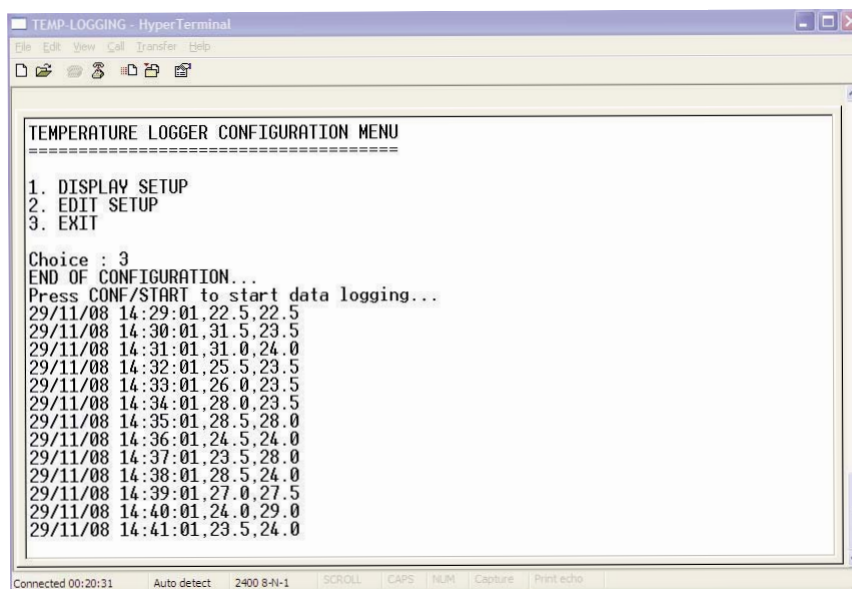 TEMP-LOGGING - HyperTerminal
File Edit View Call Transfer Help
TEMPERATURE LOGGER CONFIGURATION MENU
=====================================
1. DISPLAY SETUP
2. EDIT SETUP
3. EXIT
Choice : 3
END OF CONFIGURATION...
Press CONF/START to start data logging...
29/11/08 14:29:01,22.5,22.5
29/11/08 14:30:01,31.5,23.5
29/11/08 14:31:01,31.0,24.0
29/11/08 14:32:01,25.5,23.5
29/11/08 14:33:01,26.0,23.5
29/11/08 14:34:01,28.0,23.5
29/11/08 14:35:01,28.5,28.0
29/11/08 14:36:01,24.5,24.0
29/11/08 14:37:01,23.5,28.0
29/11/08 14:38:01,28.5,24.0
29/11/08 14:39:01,27.0,27.5
29/11/08 14:40:01,24.0,29.0
29/11/08 14:41:01,23.5,24.0
Connected 00:20:31 Auto detect 2400 8-N-1 SCROLL CAPS NUM Capture Print echo